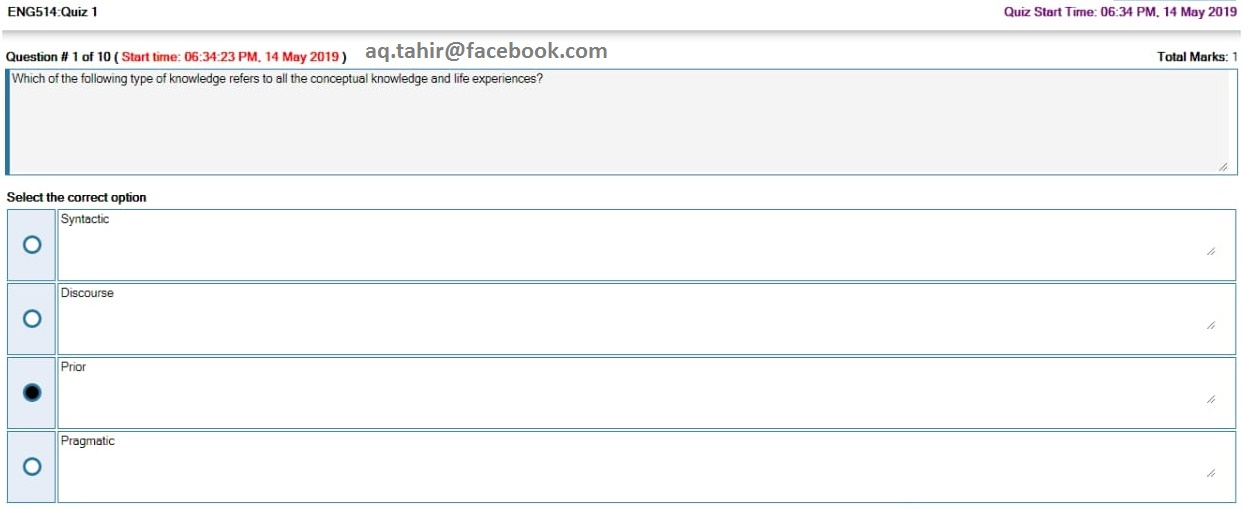 ENG514:Quiz 1 Quiz Start Time: 06:34 PM, 14 May 2019
Question # 1 of 10 ( Start time: 06:34:23 PM, 14 May 2019 ) aq.tahir@facebook.com Total Marks: 1
Which of the following type of knowledge refers to all the conceptual knowledge and life experiences?
Select the correct option
Syntactic
Discourse
Prior
Pragmatic